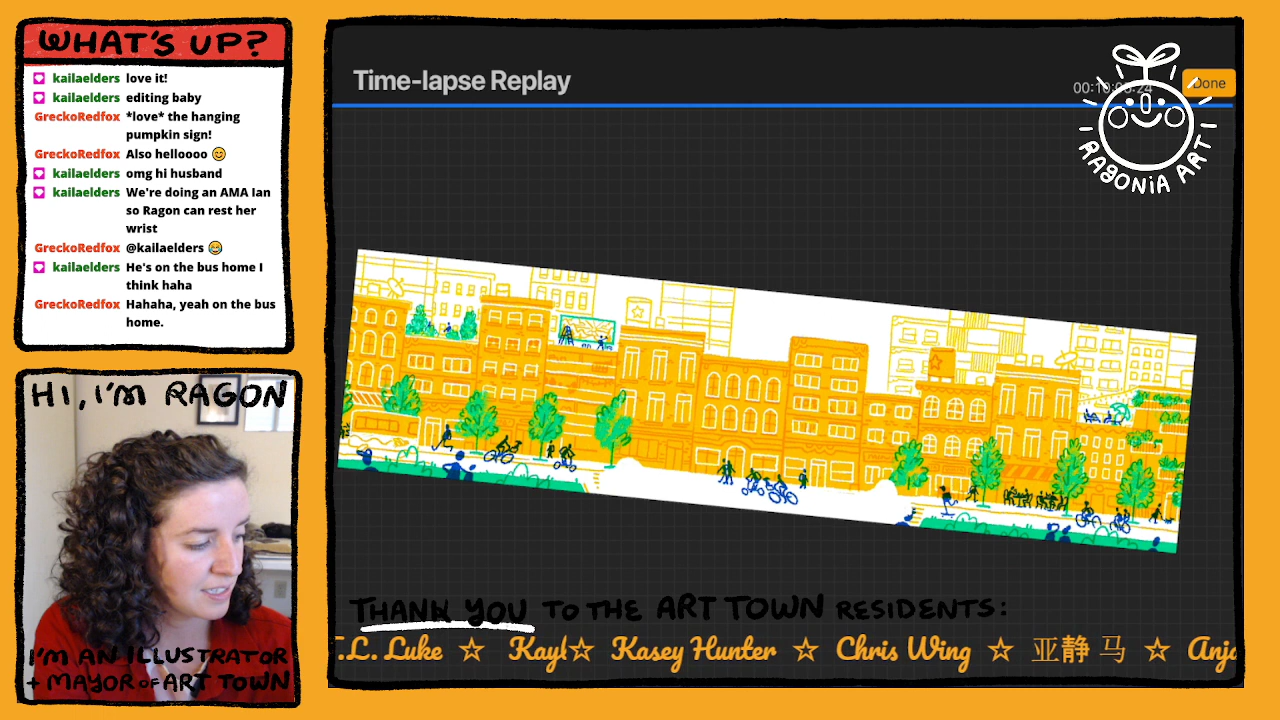 WHAT'S UP?
kailaelders love it!
kailaelders editing baby
GreckoRedfox *love* the hanging
pumpkin sign!
GreckoRedfox Also helloooo 😊
kailaelders omg hi husband
kailaelders We're doing an AMA Ian
so Ragon can rest her
wrist
GreckoRedfox @kailaelders 😂
kailaelders He's on the bus home I
think haha
GreckoRedfox Hahaha, yeah on the bus
home.
HI, I'M RAGON
I'M AN ILLUSTRATOR
+ MAYOR OF ART TOWN
Time-lapse Replay
Done
RAGONIA ART
THANK YOU TO THE ART TOWN RESIDENTS:
T.L. Luke ☆ Kayl☆ Kasey Hunter ☆ Chris Wing ☆ 亚静 马 ☆ Anja